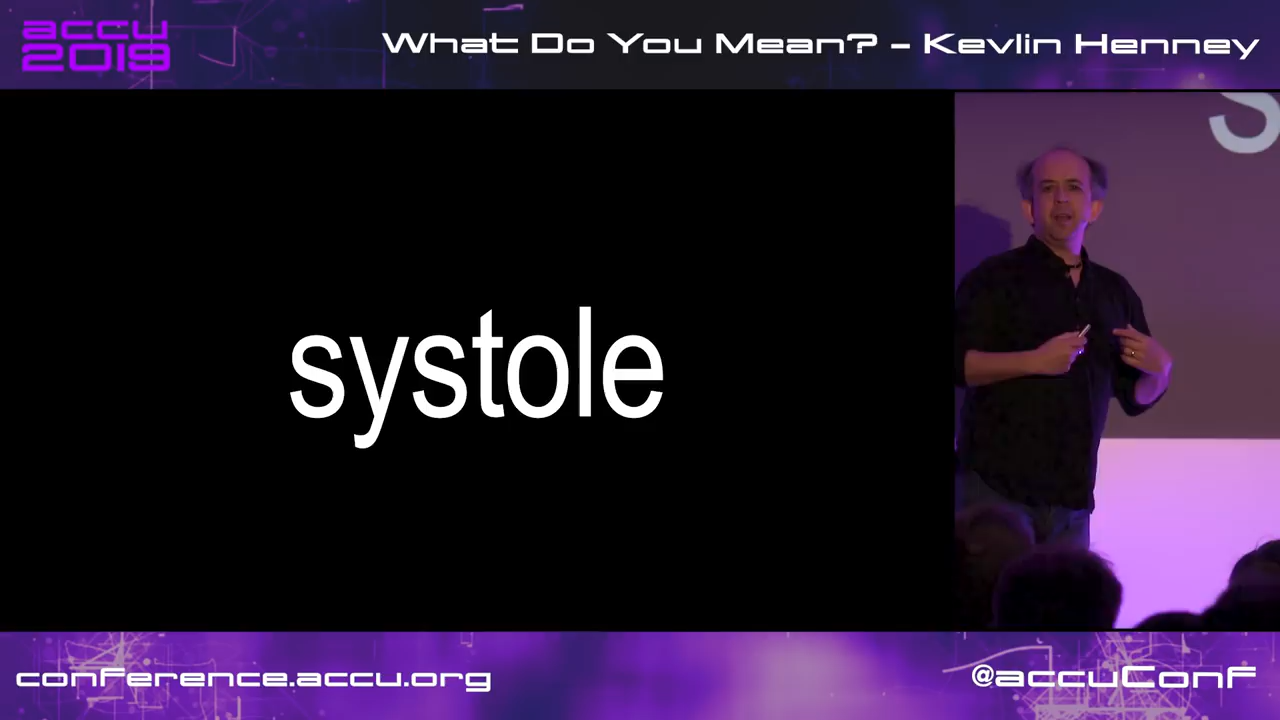 accu
2019
What Do You Mean? – Kevlin Henney
systole
S
conference.accu.org
@accuConf